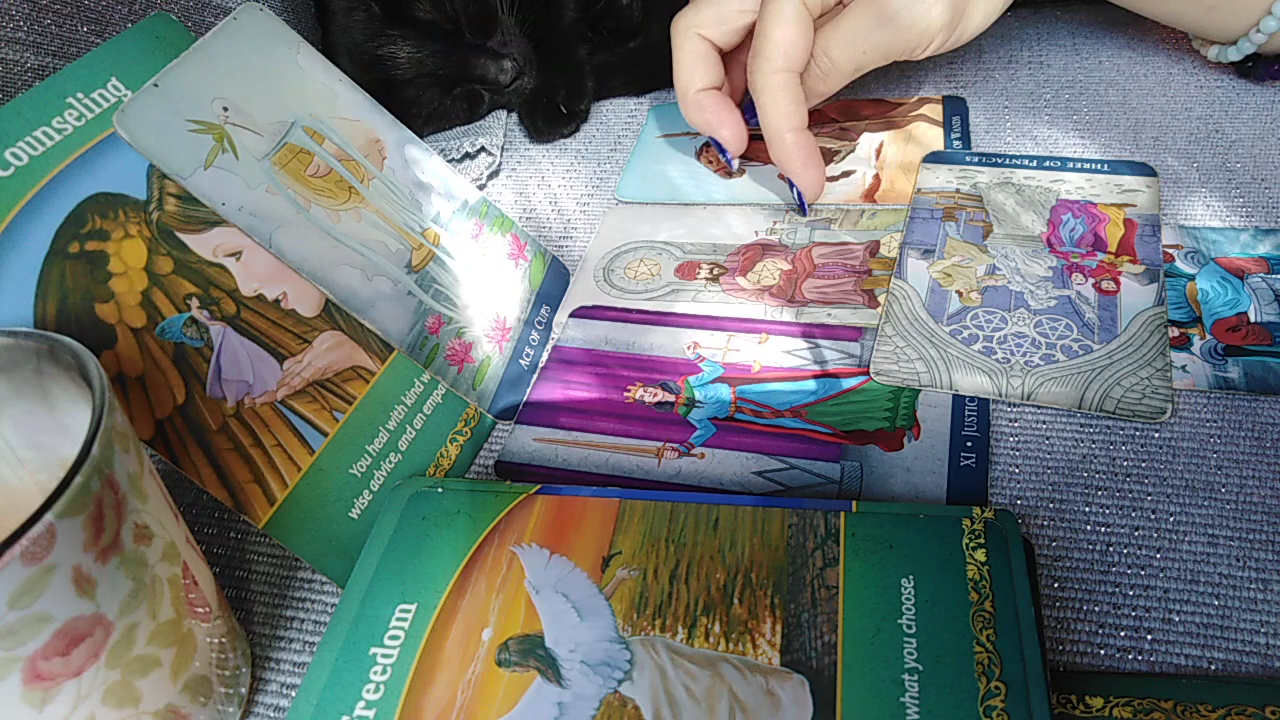 Counseling
You heal with kind
wise advice, and an
ACE OF CUPS
OF WANDS
THREE OF PENTACLES
XI • JUSTIC
Freedom
what you choose.